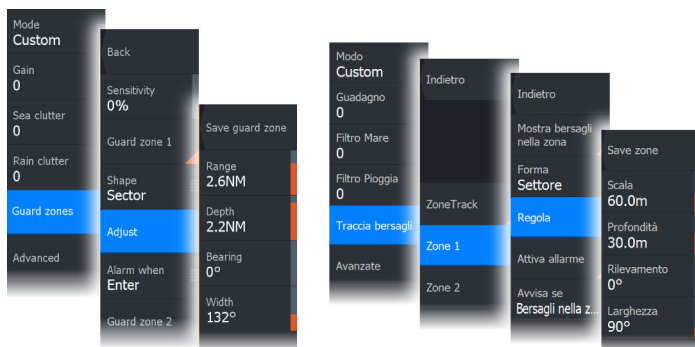 Mode
Custom
Gain
0
Sea clutter
0
Rain clutter
0
Guard zones
Advanced
Back
Sensitivity
0%
Guard zone 1
Shape
Sector
Adjust
Alarm when
Enter
Guard zone 2
Save guard zone
Range
2.6NM
Depth
2.2NM
Bearing
0°
Width
132°
Modo
Custom
Guadagno
0
Filtro Mare
0
Filtro Pioggia
0
Traccia bersagli
Avanzate
Indietro
ZoneTrack
Zone 1
Zone 2
Indietro
Mostra bersagli
nella zona
Forma
Settore
Regola
Attiva allarme
Avvisa se
Bersagli nella z...
Save zone
Scala
60.0m
Profondità
30.0m
Rilevamento
0°
Larghezza
90°